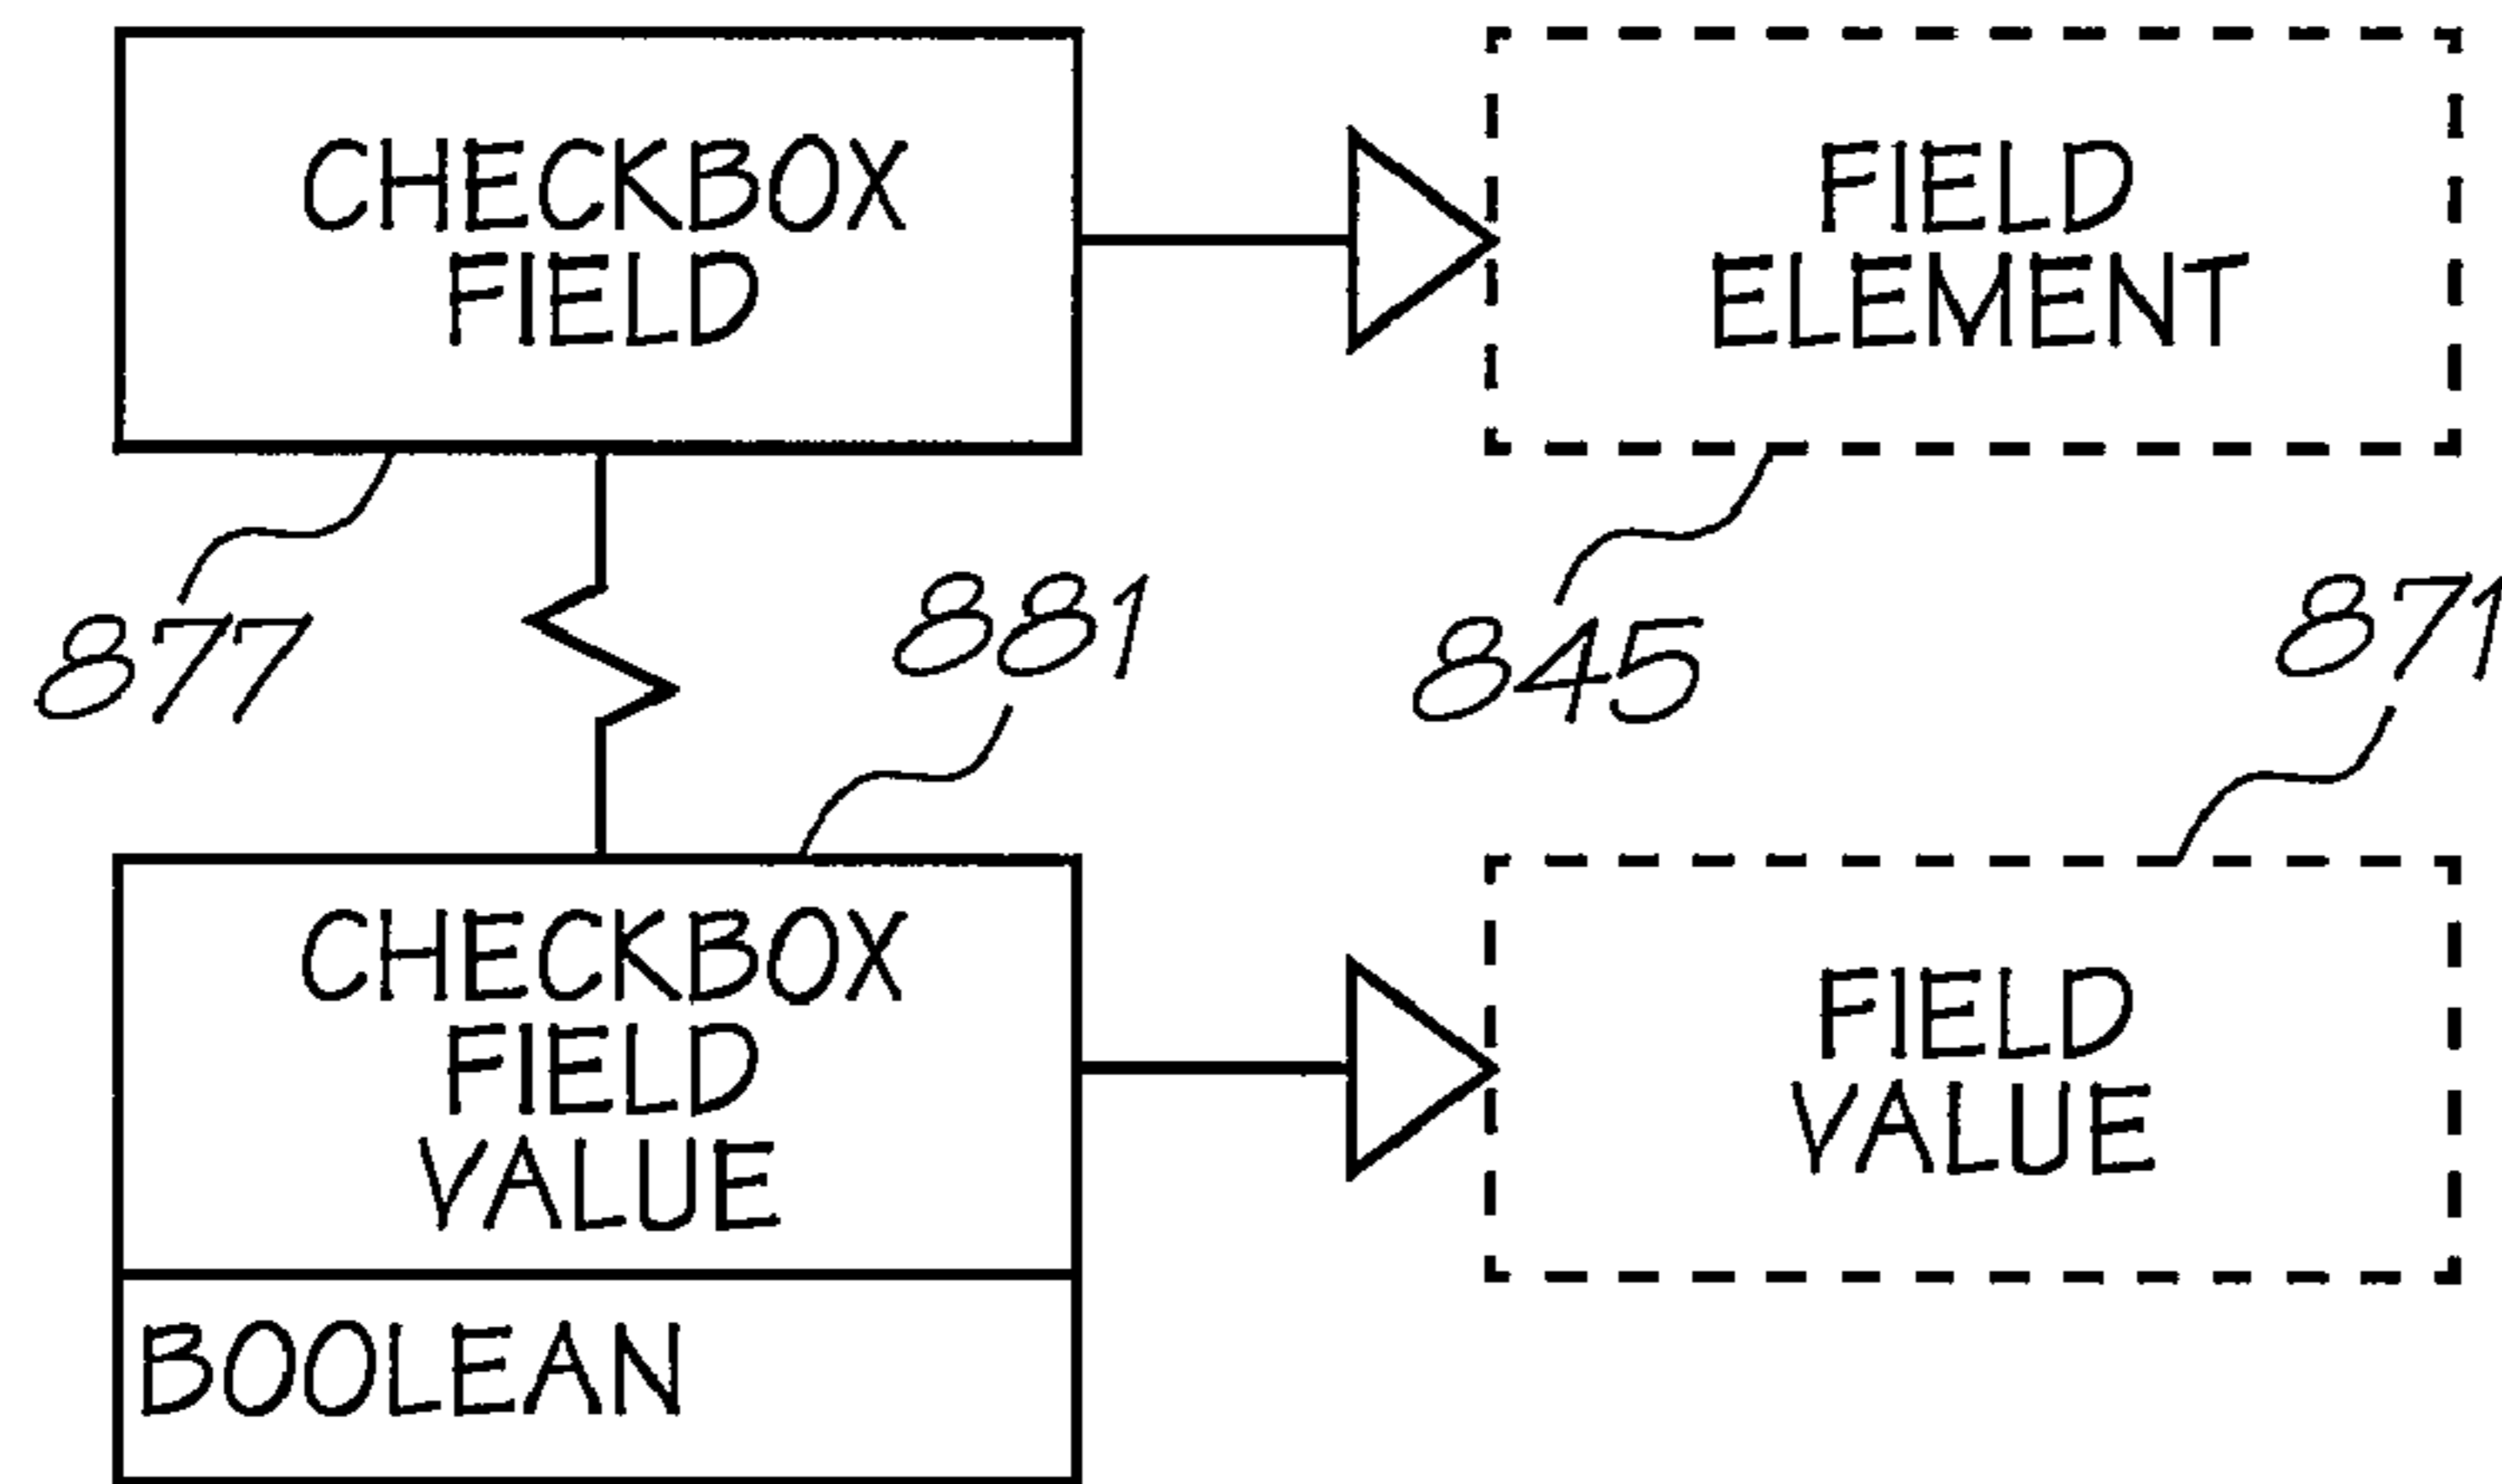 CHECKBOX
FIELD
FIELD
ELEMENT
877
881
845
871
CHECKBOX
FIELD
VALUE
FIELD
VALUE
BOOLEAN